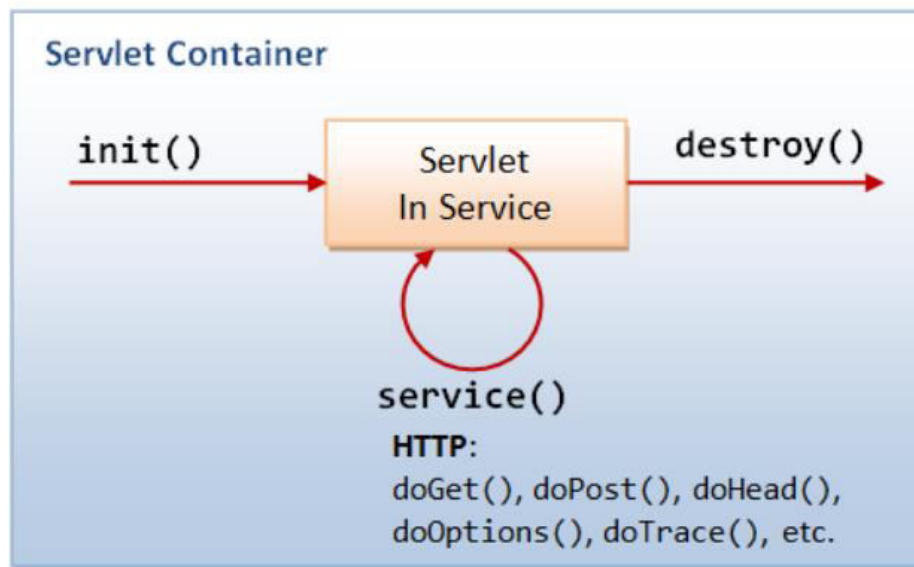 Servlet Container
init()
Servlet
In Service
destroy()
service()
HTTP:
doGet(), doPost(), doHead(),
doOptions(), doTrace(), etc.